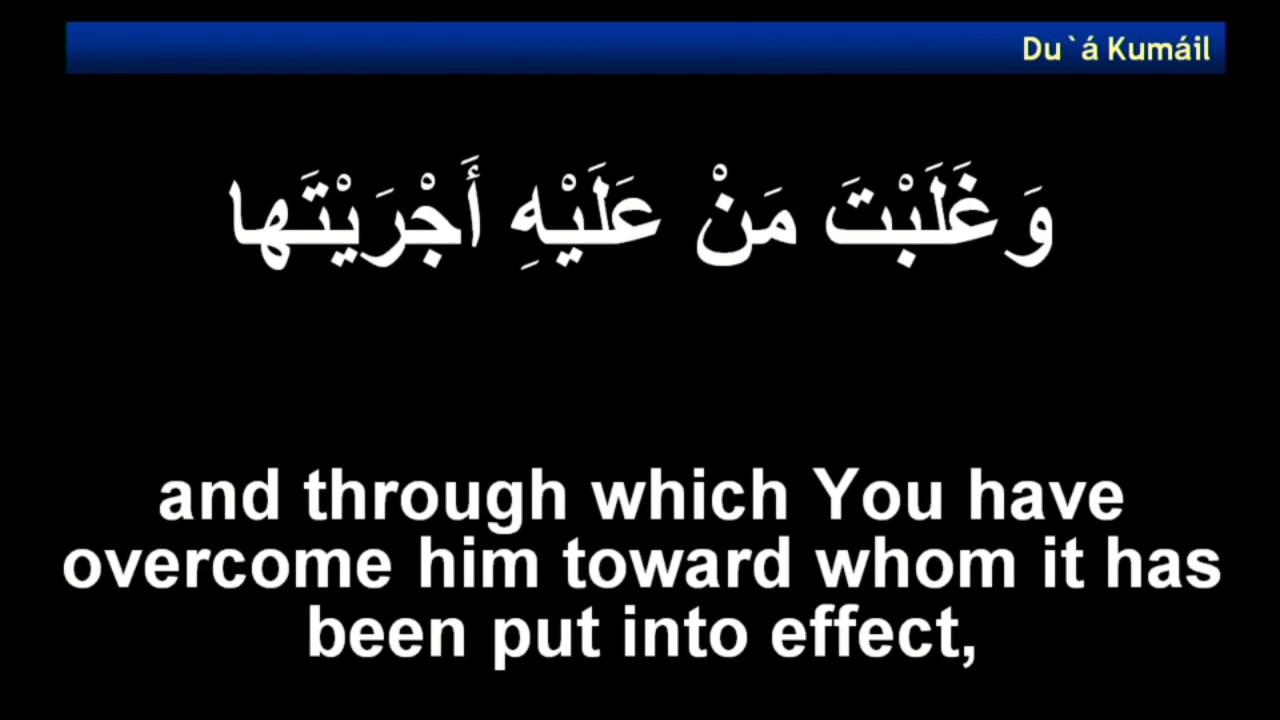 Du`á Kumáil
وَغَلَبْتَ مَنْ عَلَيْهِ أَجْرَيْتَها
and through which You have
overcome him toward whom it has
been put into effect,